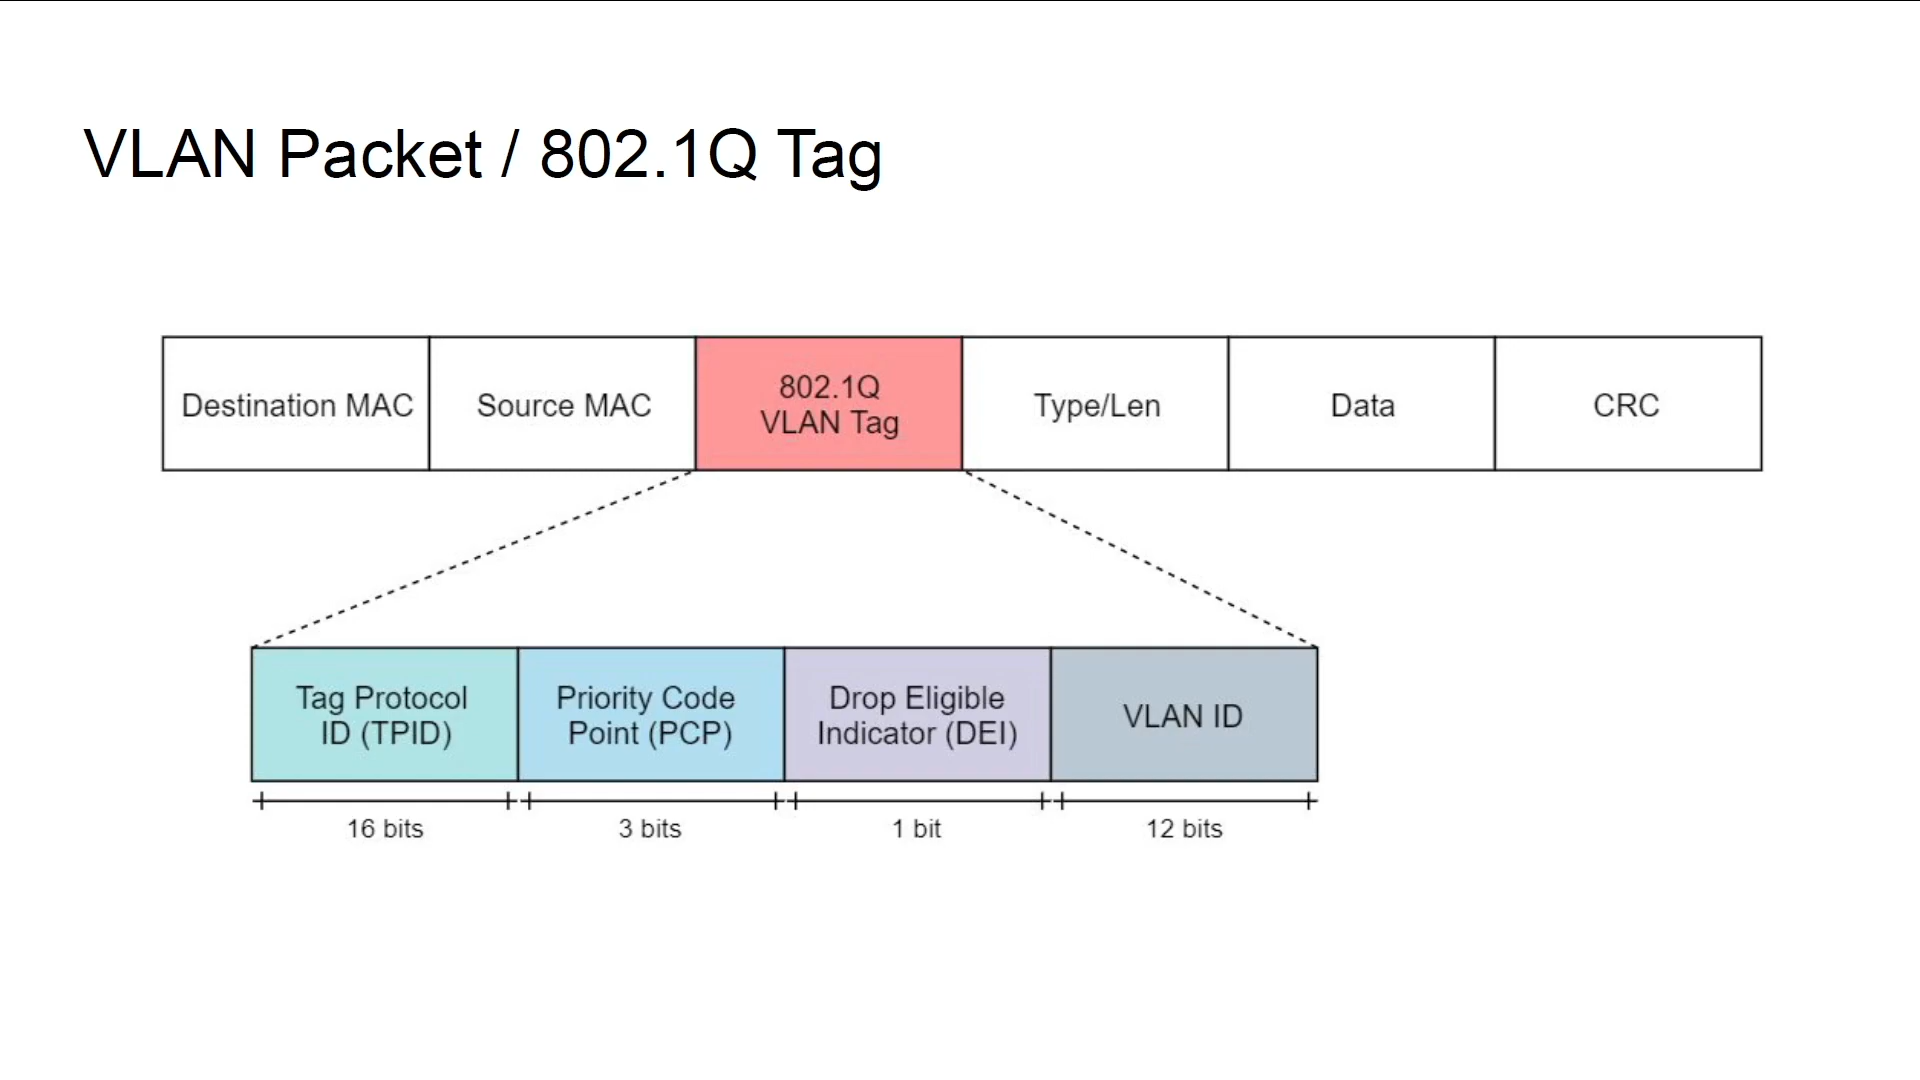 VLAN Packet / 802.1Q Tag
Destination MAC
Source MAC
802.1Q
VLAN Tag
Type/Len
Data
CRC
Tag Protocol
ID (TPID)
Priority Code
Point (PCP)
Drop Eligible
Indicator (DEI)
VLAN ID
16 bits
3 bits
1 bit
12 bits